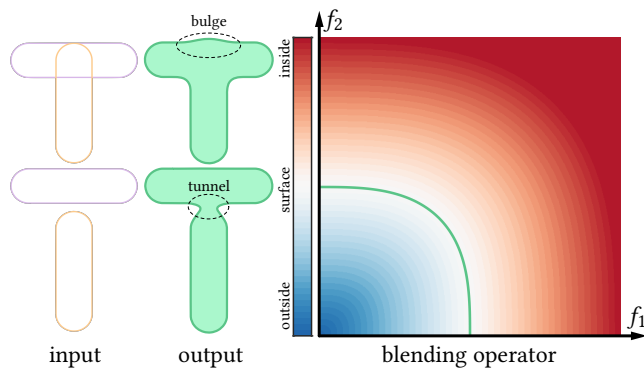 bulge
tunnel
input
output
inside
surface
outside
f₂
f₁
blending operator